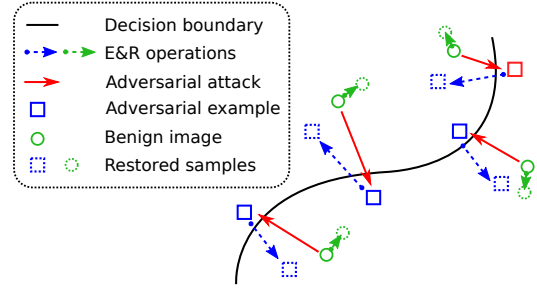 Decision boundary
E&R operations
Adversarial attack
Adversarial example
Benign image
Restored samples